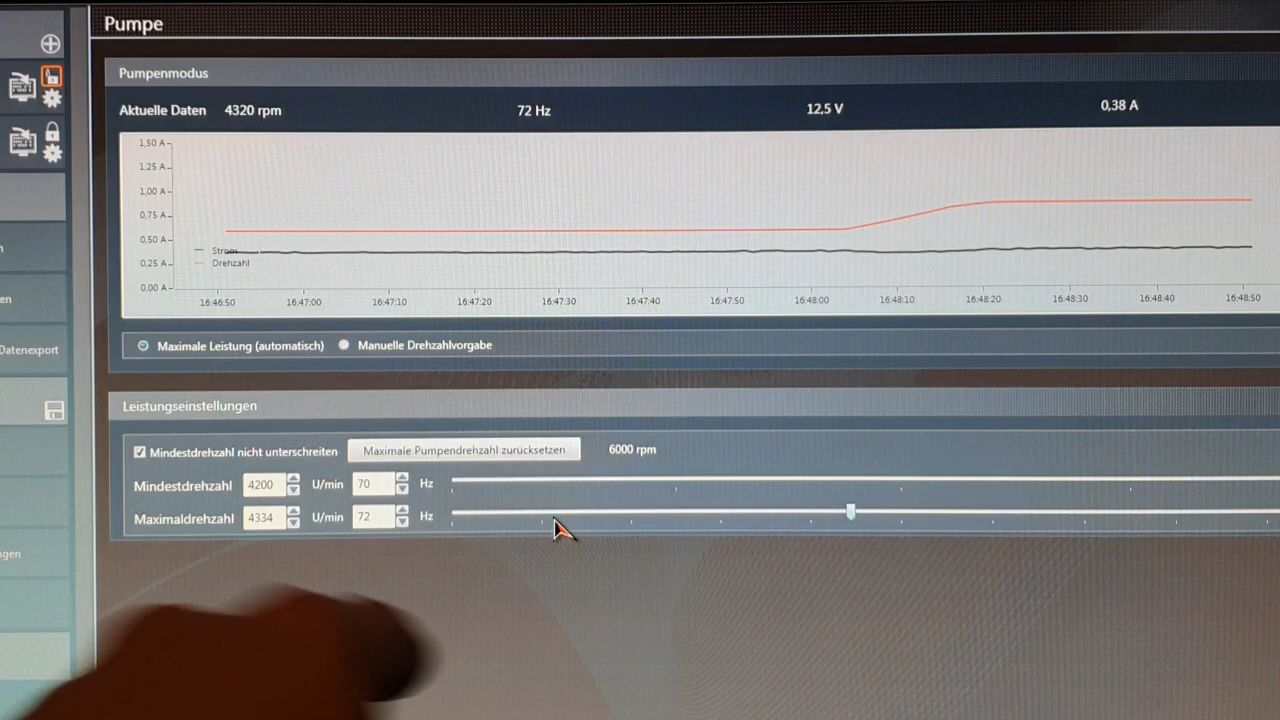 Pumpe
Pumpenmodus
Aktuelle Daten 4320 rpm 72 Hz 12,5 V 0,38 A
1,50 A
1,25 A
1,00 A
0,75 A
0,50 A
0,25 A
0,00 A
Strom
Drehzahl
16:46:50 16:47:00 16:47:10 16:47:20 16:47:30 16:47:40 16:47:50 16:48:00 16:48:10 16:48:20 16:48:30 16:48:40 16:48:50
Maximale Leistung (automatisch) Manuelle Drehzahlvorgabe
en
Datenexport
Leistungseinstellungen
Mindestdrehzahl nicht unterschreiten Maximale Pumpendrehzahl zurücksetzen 6000 rpm
Mindestdrehzahl 4200 U/min 70 Hz
Maximaldrehzahl 4334 U/min 72 Hz
gen